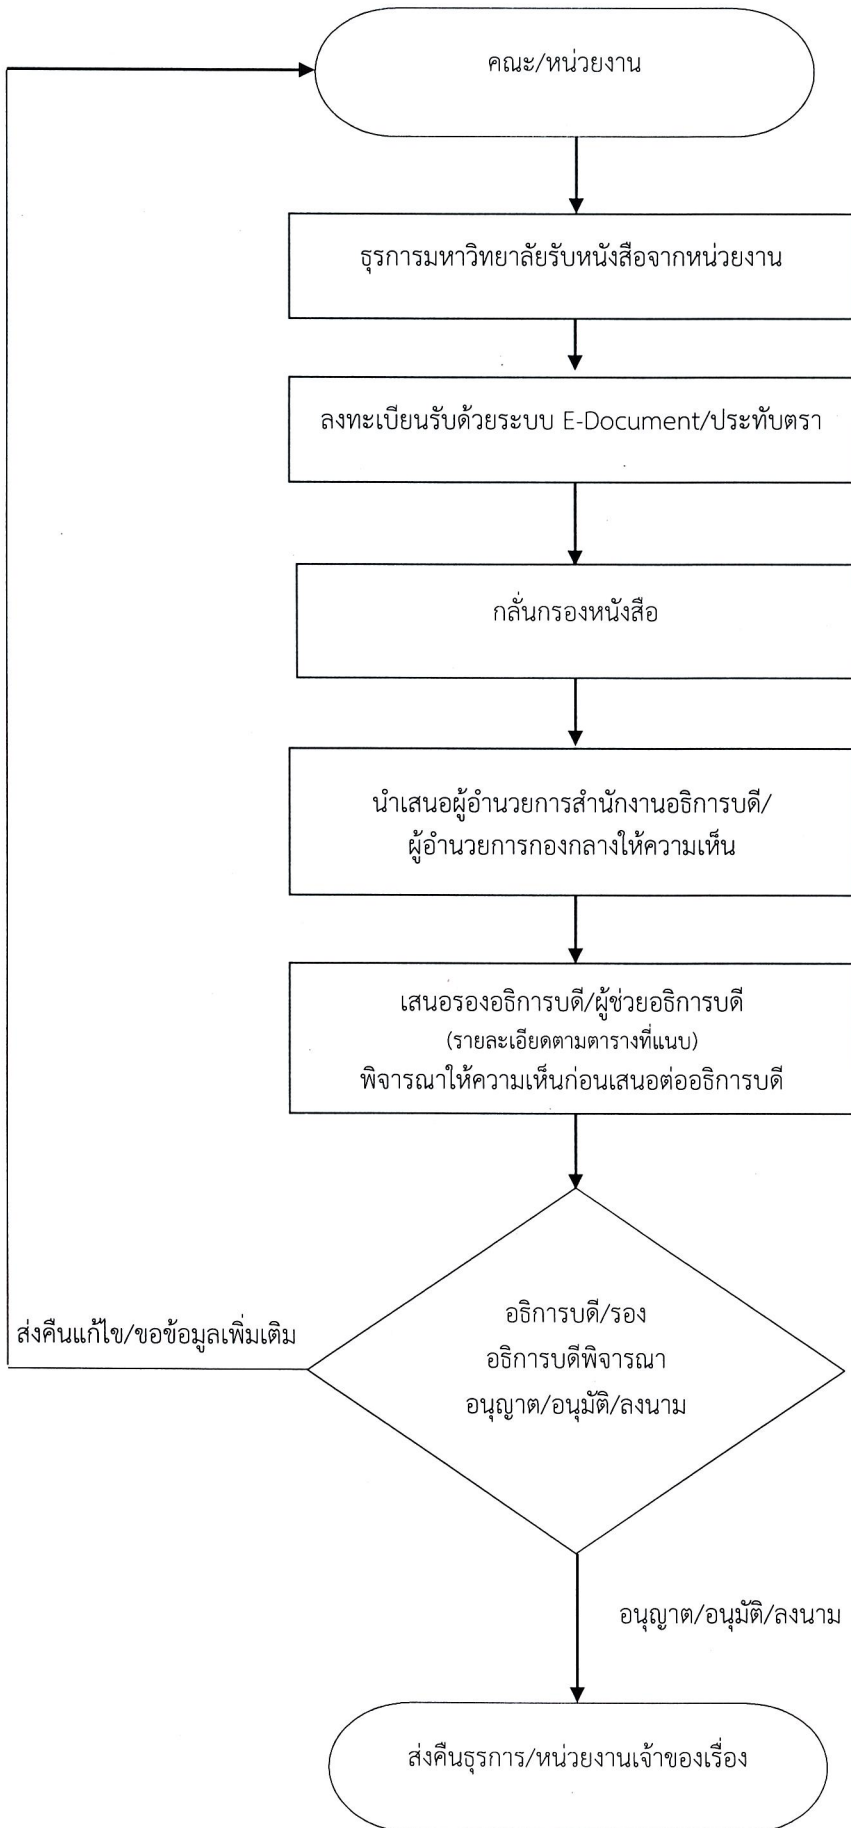 คณะ/หน่วยงาน
ธุรการมหาวิทยาลัยรับหนังสือจากหน่วยงาน
ลงทะเบียนรับด้วยระบบ E-Document/ประทับตรา
กลั่นกรองหนังสือ
นำเสนอผู้อำนวยการสำนักงานอธิการบดี/
ผู้อำนวยการกองกลางให้ความเห็น
เสนอรองอธิการบดี/ผู้ช่วยอธิการบดี
(รายละเอียดตามตารางที่แนบ)
พิจารณาให้ความเห็นก่อนเสนอต่ออธิการบดี
อธิการบดี/รอง
อธิการบดีพิจารณา
อนุญาต/อนุมัติ/ลงนาม
ส่งคืนแก้ไข/ขอข้อมูลเพิ่มเติม
อนุญาต/อนุมัติ/ลงนาม
ส่งคืนธุรการ/หน่วยงานเจ้าของเรื่อง